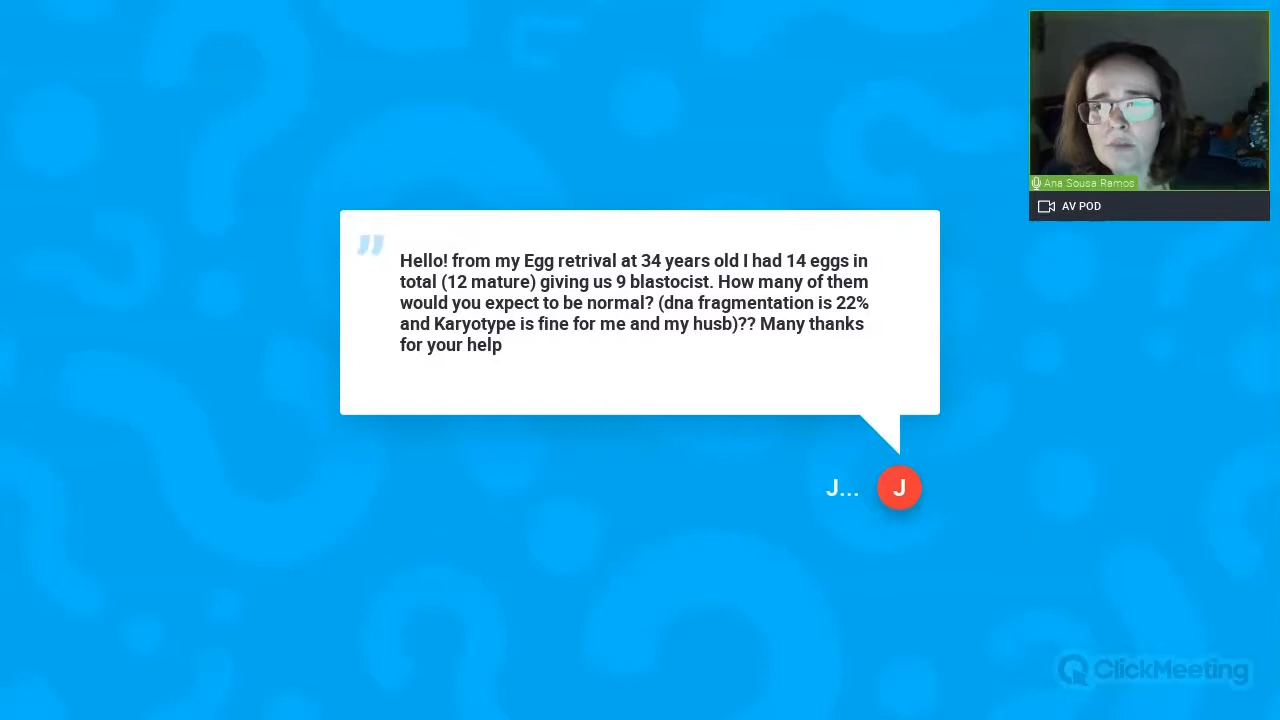 Ana Sousa Ramos
AV POD
" Hello! from my Egg retrival at 34 years old I had 14 eggs in
total (12 mature) giving us 9 blastocist. How many of them
would you expect to be normal? (dna fragmentation is 22%
and Karyotype is fine for me and my husb)?? Many thanks
for your help
J... J
ClickMeeting